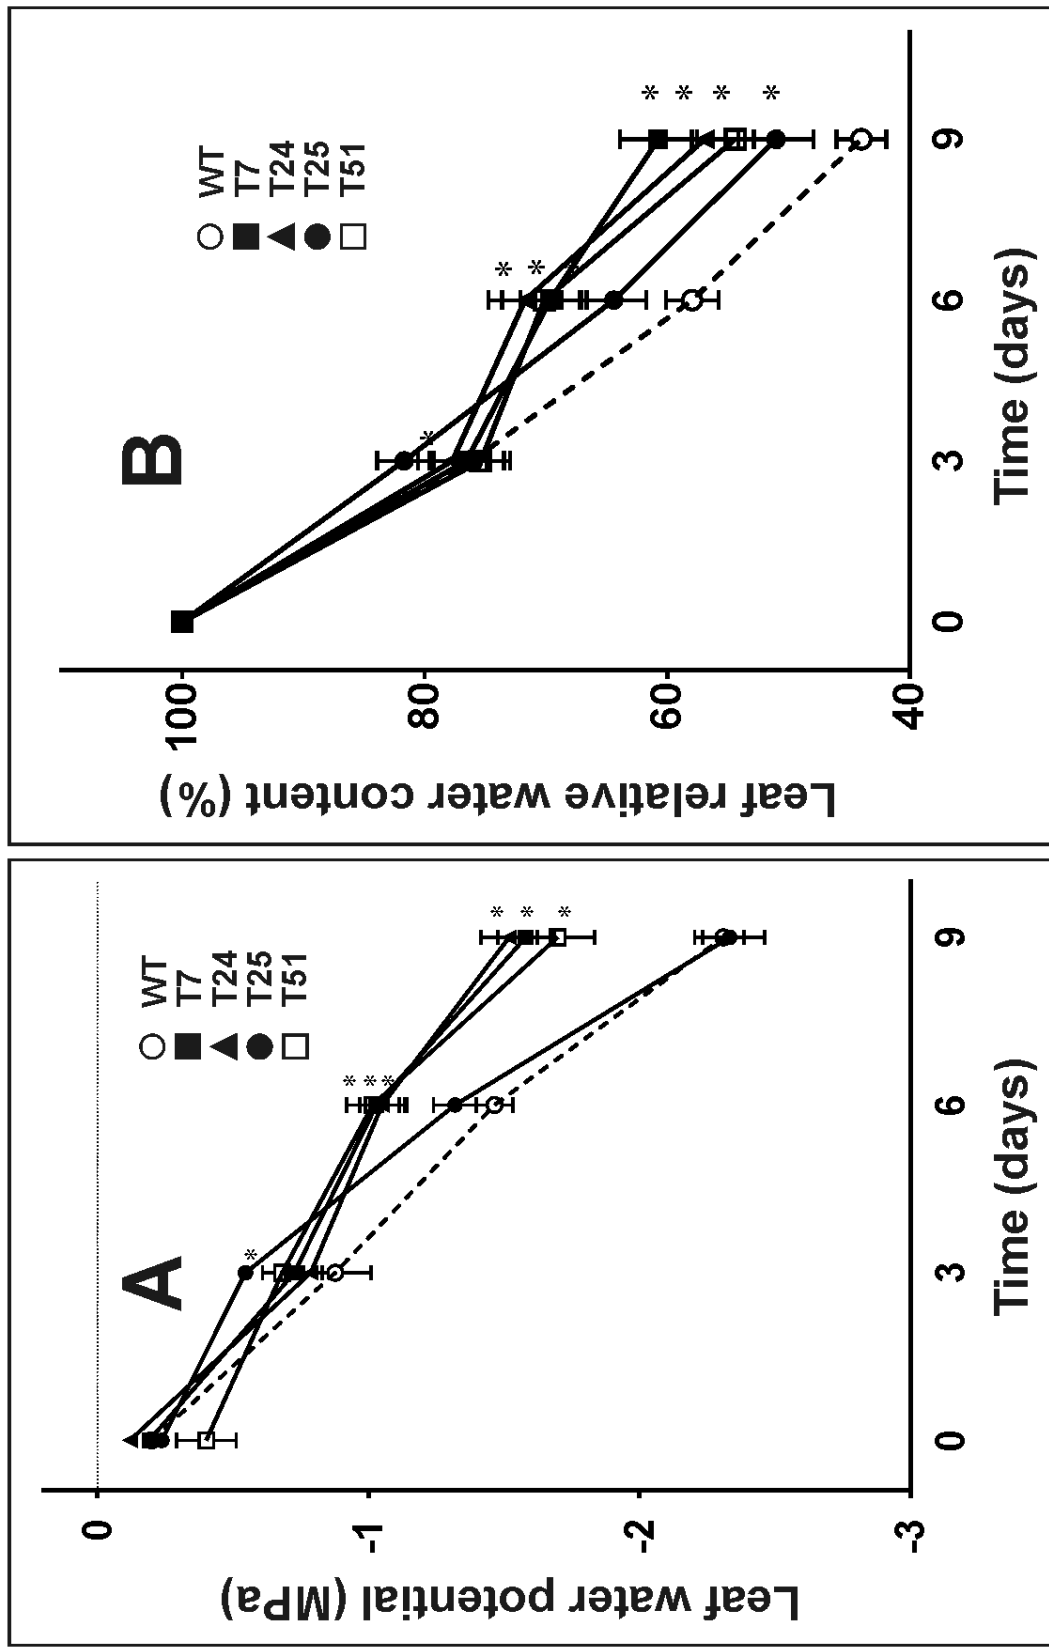 A
WT
T7
T24
T25
T51
0
-1
-2
-3
Leaf water potential (MPa)
0
3
6
9
Time (days)
*
* * *
* * *
B
WT
T7
T24
T25
T51
100
80
60
40
Leaf relative water content (%)
0
3
6
9
Time (days)
*
* * *
* * * *